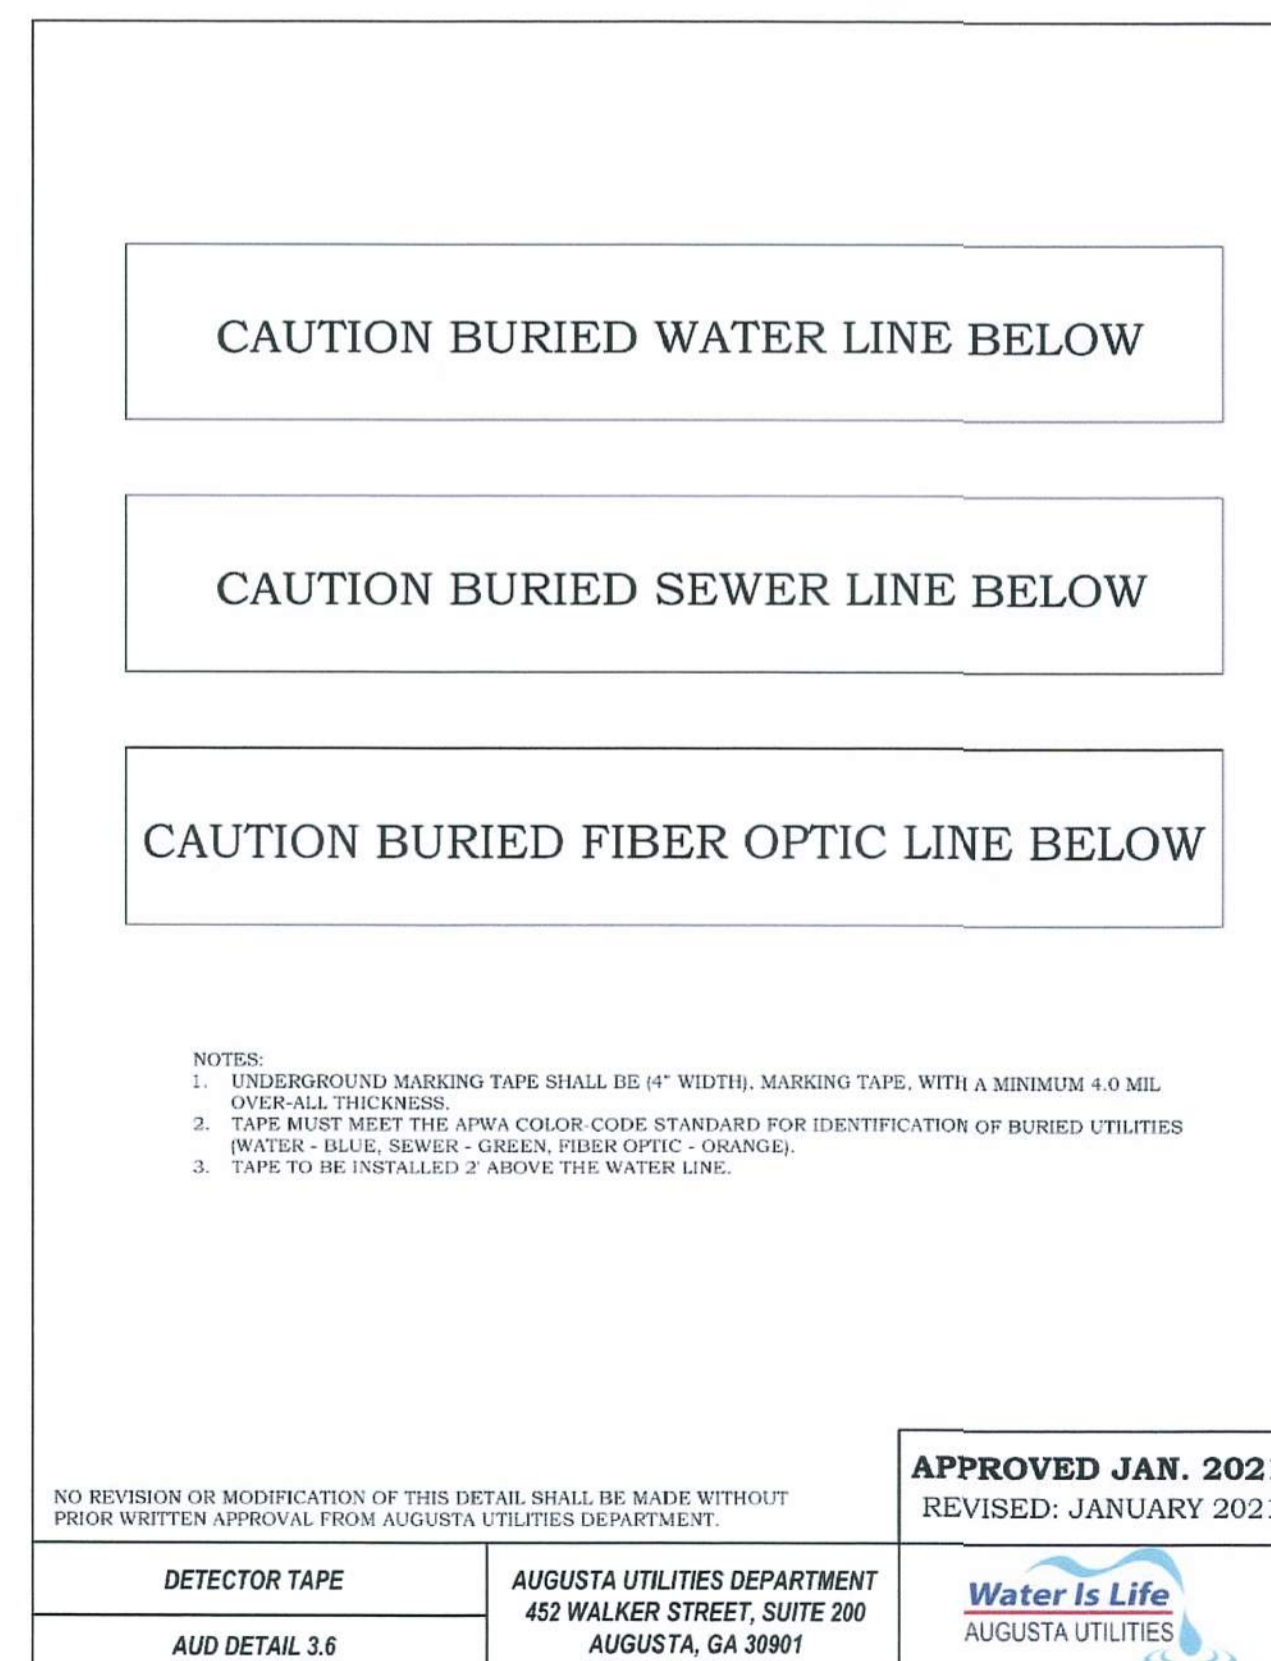 CAUTION BURIED WATER LINE BELOW
CAUTION BURIED SEWER LINE BELOW
CAUTION BURIED FIBER OPTIC LINE BELOW
NOTES:
1. UNDERGROUND MARKING TAPE SHALL BE (4" WIDTH), MARKING TAPE, WITH A MINIMUM 4.0 MIL
OVER-ALL THICKNESS.
2. TAPE MUST MEET THE APWA COLOR-CODE STANDARD FOR IDENTIFICATION OF BURIED UTILITIES
(WATER - BLUE, SEWER - GREEN, FIBER OPTIC - ORANGE).
3. TAPE TO BE INSTALLED 2' ABOVE THE WATER LINE.
NO REVISION OR MODIFICATION OF THIS DETAIL SHALL BE MADE WITHOUT
PRIOR WRITTEN APPROVAL FROM AUGUSTA UTILITIES DEPARTMENT.
APPROVED JAN. 2021
REVISED: JANUARY 2021
DETECTOR TAPE
AUD DETAIL 3.6
AUGUSTA UTILITIES DEPARTMENT
452 WALKER STREET, SUITE 200
AUGUSTA, GA 30901
Water Is Life
AUGUSTA UTILITIES